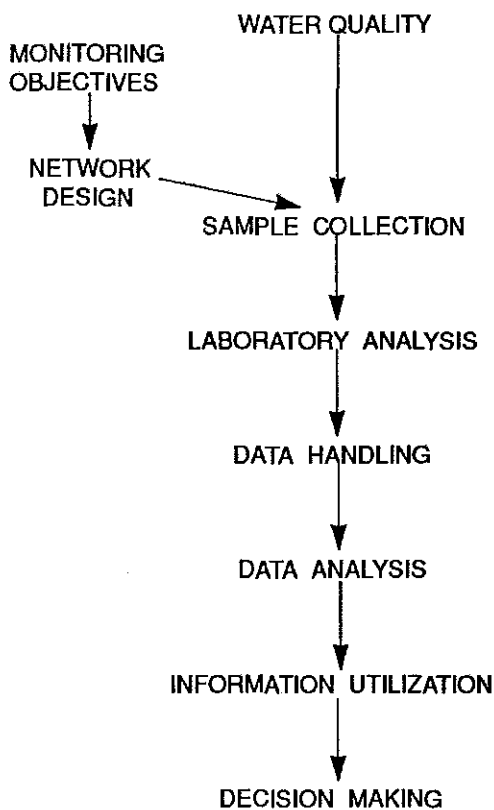 WATER QUALITY
MONITORING
OBJECTIVES
NETWORK
DESIGN
SAMPLE COLLECTION
LABORATORY ANALYSIS
DATA HANDLING
DATA ANALYSIS
INFORMATION UTILIZATION
DECISION MAKING